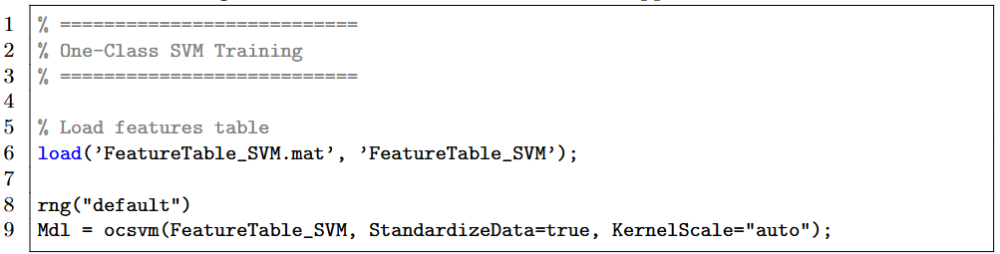 1 % ===========================
2 % One-Class SVM Training
3 % ===========================
4
5 % Load features table
6 load('FeatureTable_SVM.mat', 'FeatureTable_SVM');
7
8 rng("default")
9 Mdl = ocsvm(FeatureTable_SVM, StandardizeData=true, KernelScale="auto");